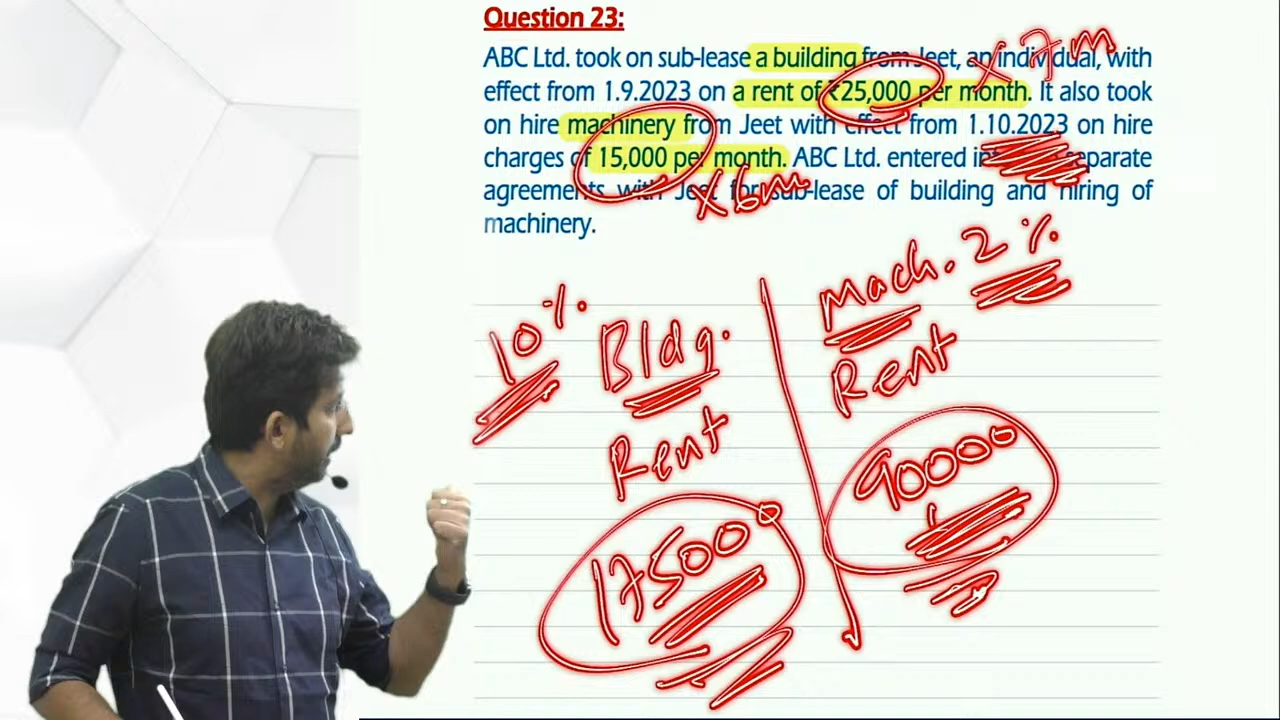 Question 23:
ABC Ltd. took on sub-lease a building from Jeet, an individual, with
effect from 1.9.2023 on a rent of ₹25,000 per month. It also took
on hire machinery from Jeet with effect from 1.10.2023 on hire
charges of 15,000 per month. ABC Ltd. entered separate
agreements with Jeet for sub-lease of building and hiring of
machinery.
x 7m
x 6m
10% Bldg.
Rent
175000
Mach. 2%
Rent
90000